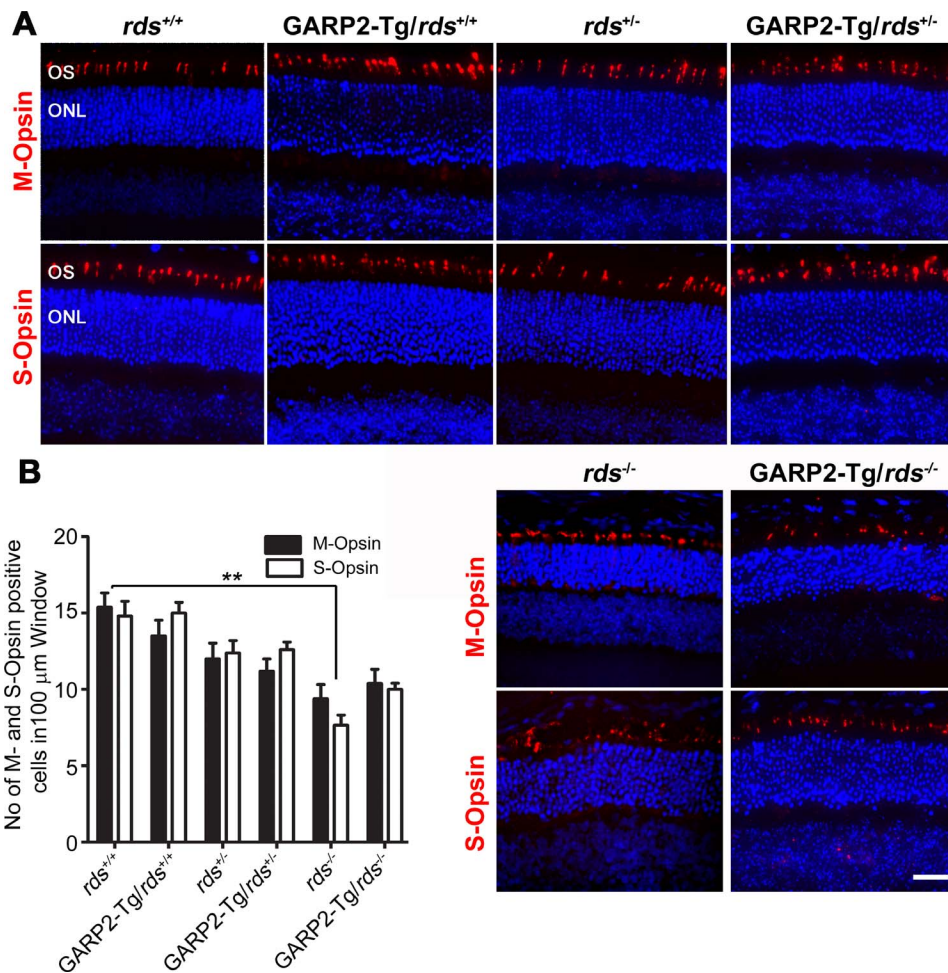 A
rds+/+
GARP2-Tg/rds+/+
rds+/-
GARP2-Tg/rds+/-
M-Opsin
OS
ONL
S-Opsin
OS
ONL
B
No of M- and S-Opsin positive
cells in100 µm Window
20
15
10
5
0
**
M-Opsin
S-Opsin
rds+/+
GARP2-Tg/rds+/+
rds+/-
GARP2-Tg/rds+/-
rds-/-
GARP2-Tg/rds-/-
rds-/-
GARP2-Tg/rds-/-
M-Opsin
S-Opsin